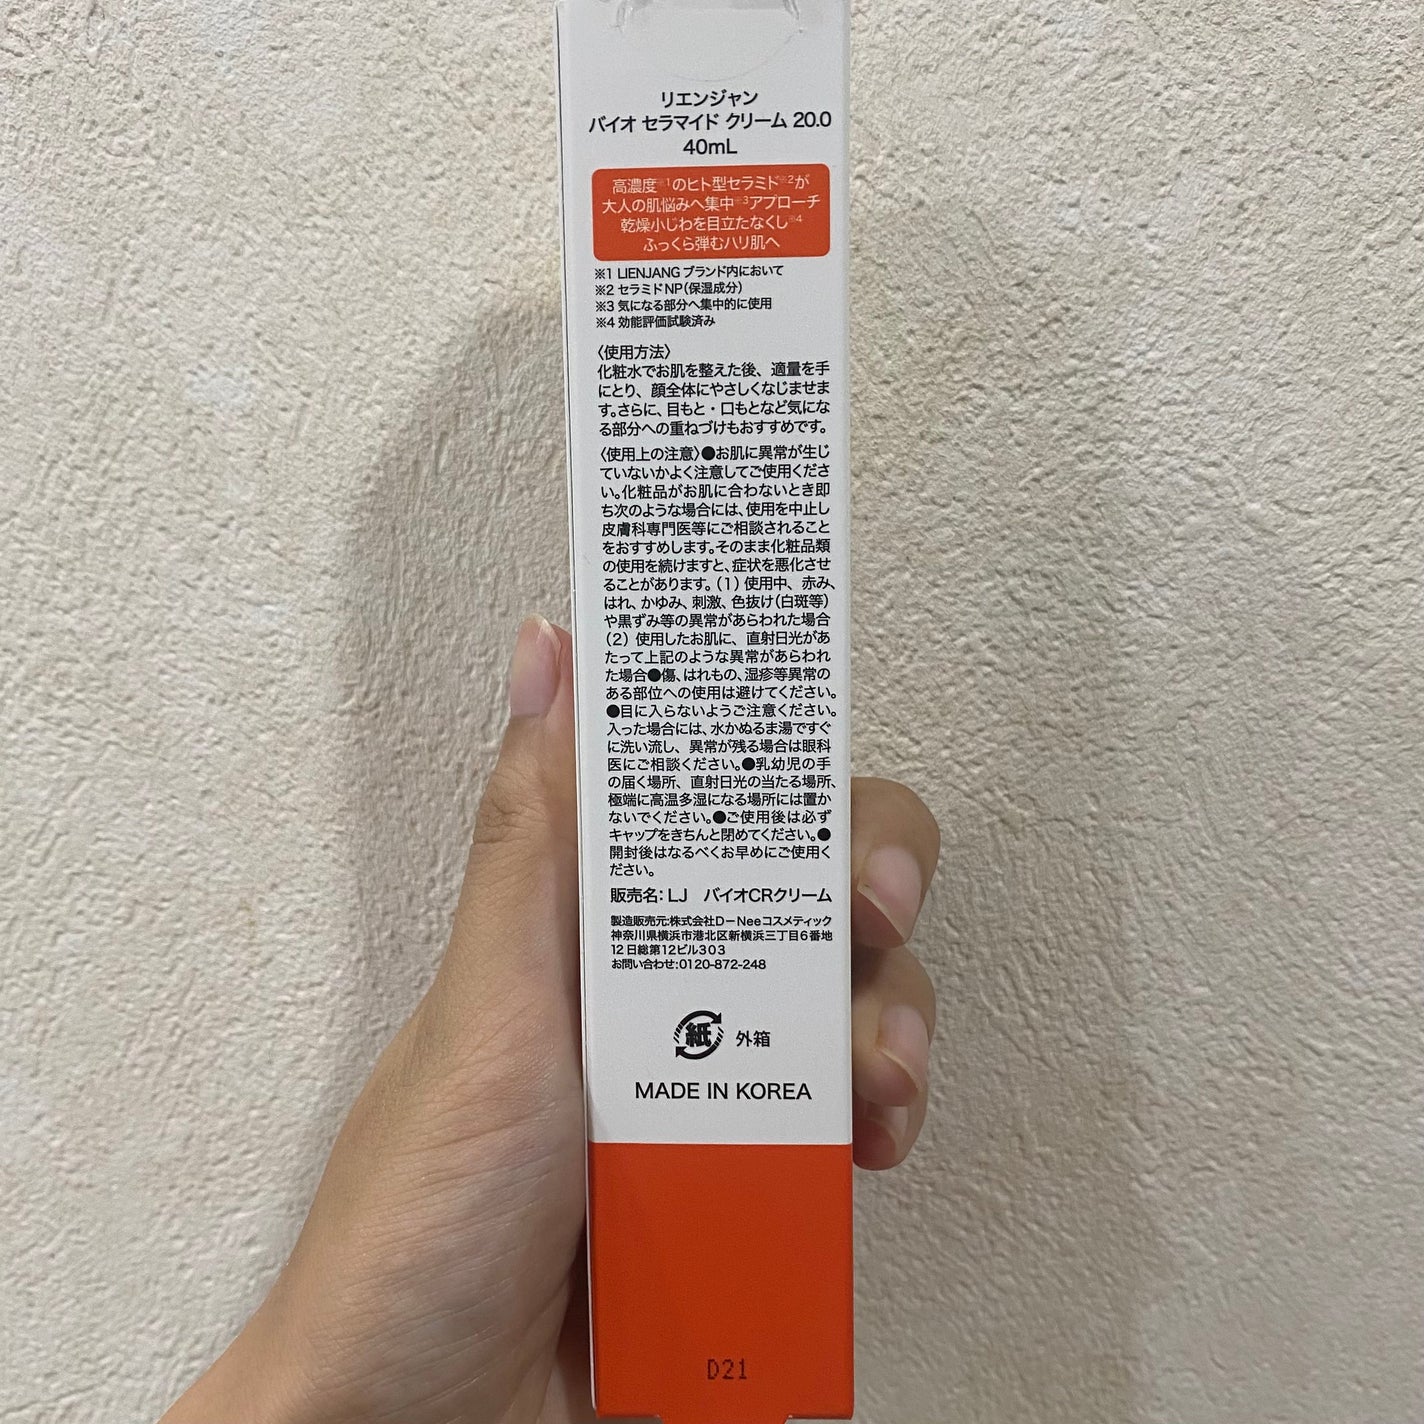 リエンジャン
バイオ セラマイド クリーム 20.0
40mL
高濃度※1のヒト型セラミド※2が
大人の肌悩みへ集中※3アプローチ
乾燥小じわを目立たなくし※4
ふっくら弾むハリ肌へ
※1 LIENJANG ブランド内において
※2 セラミドNP(保湿成分)
※3 気になる部分へ集中的に使用
※4 効能評価試験済み
〈使用方法〉
化粧水でお肌を整えた後、適量を手
にとり、顔全体にやさしくなじませま
す。さらに、目もと・口もとなど気にな
る部分への重ねづけもおすすめです。
〈使用上の注意〉●お肌に異常が生じ
ていないかよく注意してご使用くださ
い。化粧品がお肌に合わないとき即
ち次のような場合には、使用を中止し
皮膚科専門医等にご相談されること
をおすすめします。そのまま化粧品類
の使用を続けますと、症状を悪化させ
ることがあります。(1) 使用中、赤み、
はれ、かゆみ、刺激、色抜け(白斑等)
や黒ずみ等の異常があらわれた場合
(2) 使用したお肌に、直射日光があ
たって上記のような異常があらわれ
た場合●傷、はれもの、湿疹等異常の
ある部位への使用は避けてください。
●目に入らないようご注意ください。
入った場合には、水かぬるま湯ですぐ
に洗い流し、異常が残る場合は眼科
医にご相談ください。●乳幼児の手
の届く場所、直射日光の当たる場所、
極端に高温多湿になる場所には置か
ないでください。●ご使用後は必ず
キャップをきちんと閉めてください。●
開封後はなるべくお早めにご使用く
ださい。
販売名:LJ バイオCRクリーム
製造販売元:株式会社D－Neeコスメティック
神奈川県横浜市港北区新横浜三丁目6番地
12 日総第12ビル303
お問い合わせ:0120-872-248
紙 外箱
MADE IN KOREA
D21